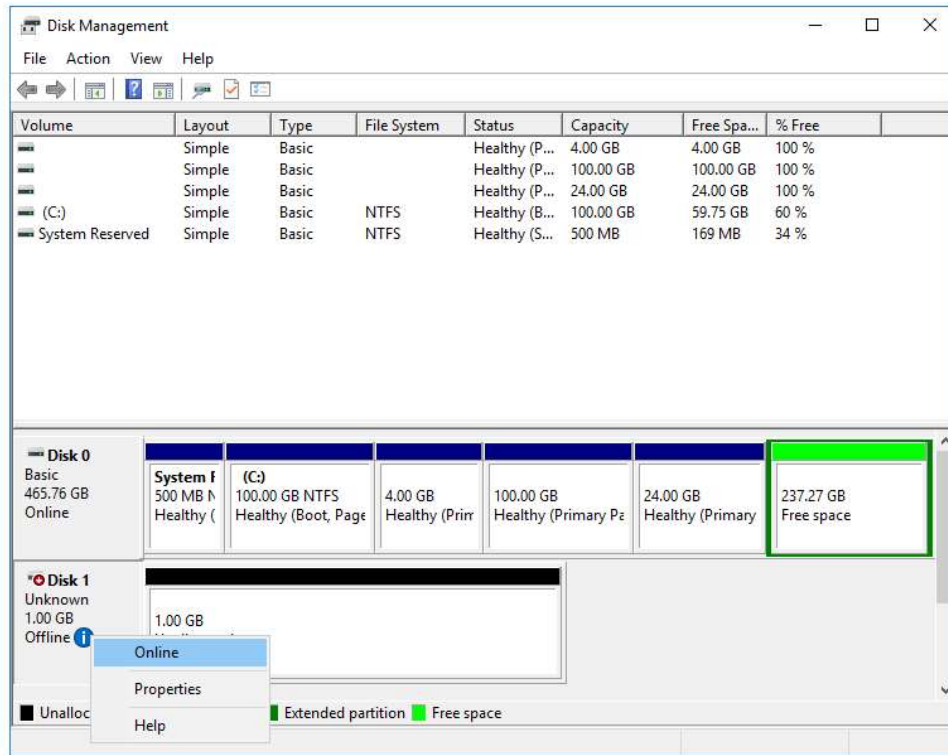 Disk Management
File Action View Help
Volume Layout Type File System Status Capacity Free Spa... % Free
Simple Basic Healthy (P... 4.00 GB 4.00 GB 100 %
Simple Basic Healthy (P... 100.00 GB 100.00 GB 100 %
Simple Basic Healthy (P... 24.00 GB 24.00 GB 100 %
(C:) Simple Basic NTFS Healthy (B... 100.00 GB 59.75 GB 60 %
System Reserved Simple Basic NTFS Healthy (S... 500 MB 169 MB 34 %
Disk 0
Basic
465.76 GB
Online
System
500 MB N
Healthy (
(C:)
100.00 GB NTFS
Healthy (Boot, Page
4.00 GB
Healthy (Prim
100.00 GB
Healthy (Primary Pa
24.00 GB
Healthy (Primary
237.27 GB
Free space
Disk 1
Unknown
1.00 GB
Offline
1.00 GB
Online
Properties
Help
Unalloc
Extended partition Free space